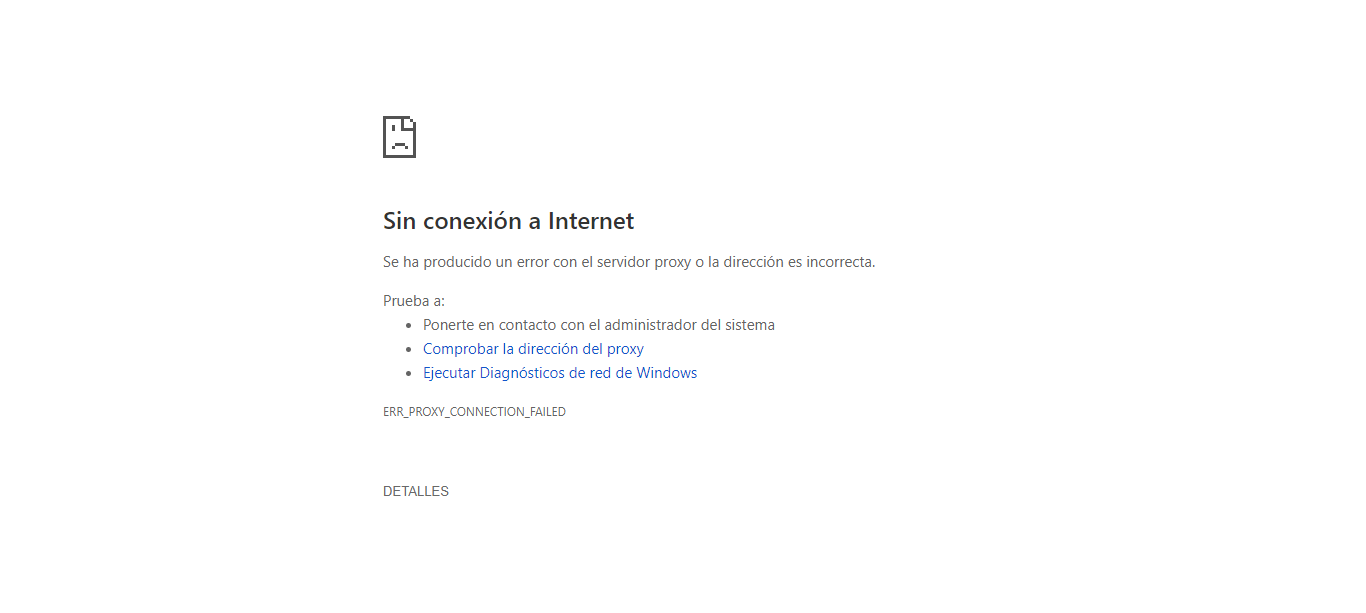 Sin conexión a Internet
Se ha producido un error con el servidor proxy o la dirección es incorrecta.
Prueba a:
Ponerte en contacto con el administrador del sistema
Comprobar la dirección del proxy
Ejecutar Diagnósticos de red de Windows
ERR_PROXY_CONNECTION_FAILED
DETALLES